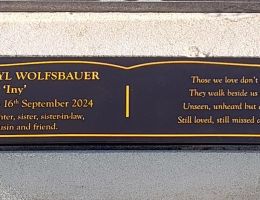 YL WOLFSBAUER
'Iny'
16th September 2024
ter, sister, sister-in-law,
usin and friend.
Those we love don't
They walk beside us
Unseen, unheard but
Still loved, still missed